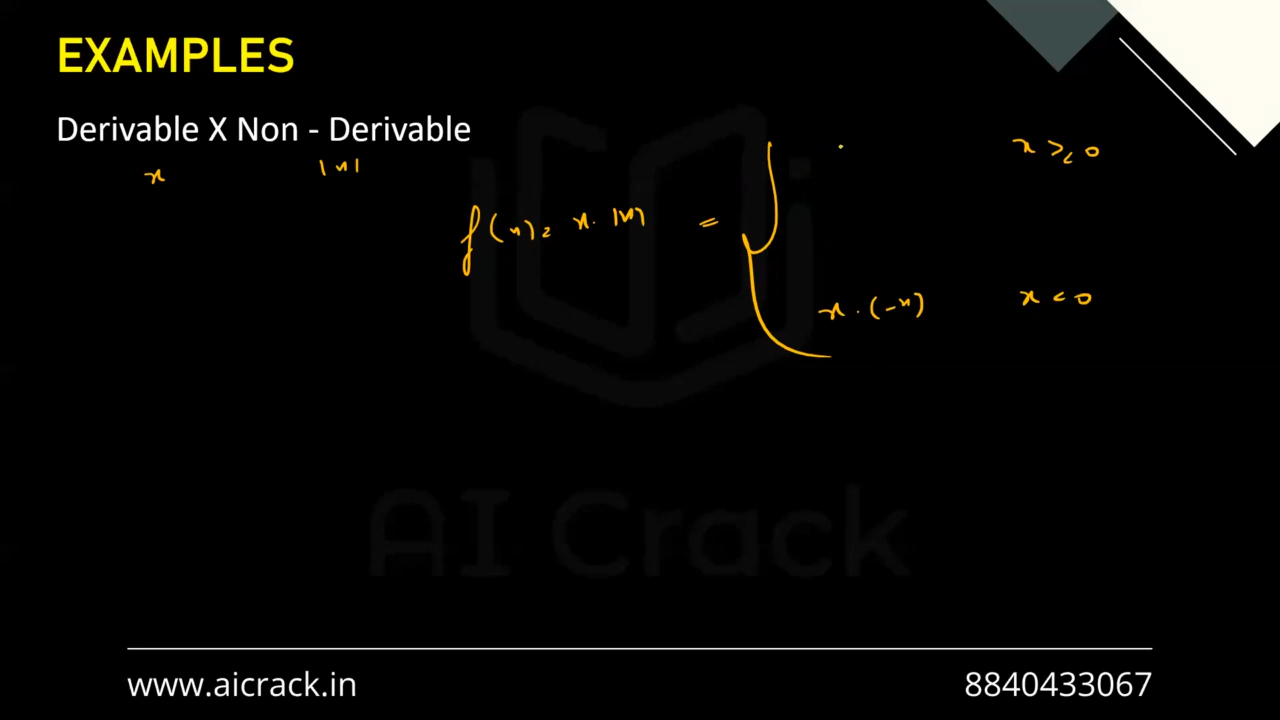 EXAMPLES
Derivable X Non - Derivable
x |x|
x ≥ 0
f(x) = x . |x| =
x . (-x) x < 0
AI Crack
www.aicrack.in 8840433067